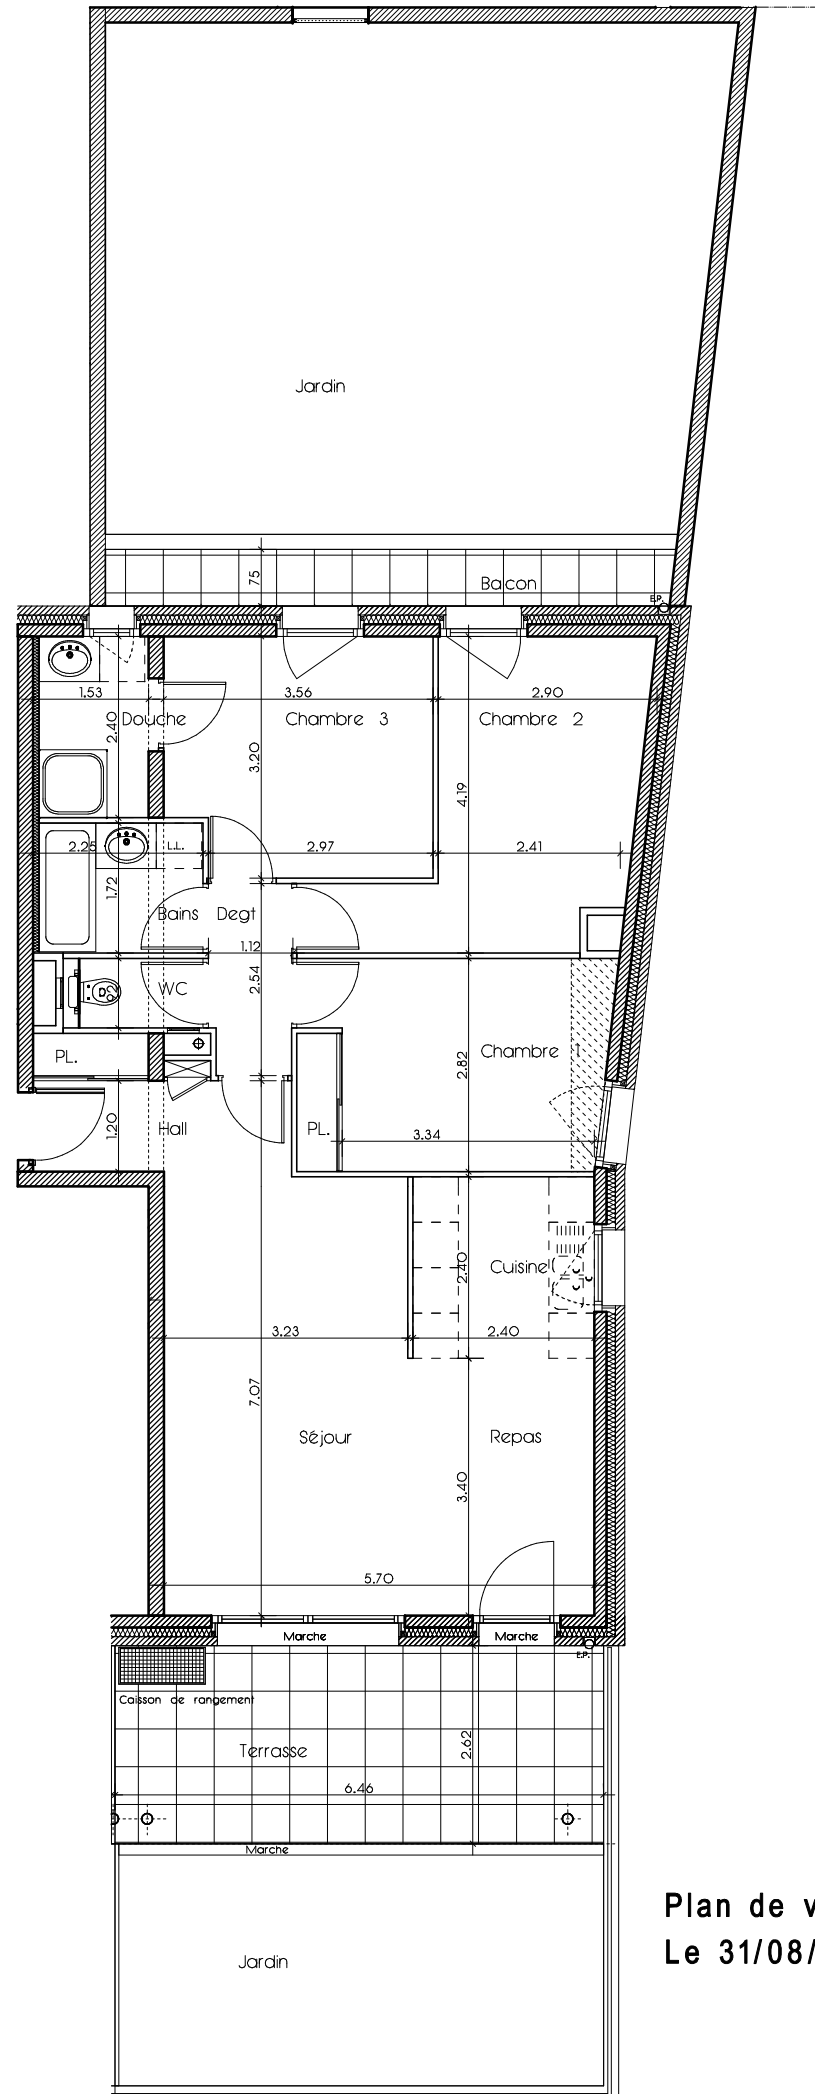 Jardin
75
Bacon
E.P.
1.53
3.56
2.90
Douche
Chambre 3
Chambre 2
2.40
3.20
4.19
2.25
L.L.
2.97
2.41
1.72
Bains
Degt
1.12
2.54
WC
92
PL.
Chambre 1
2.82
1.20
Hall
PL.
3.34
Cuisine
2.40
3.23
2.40
7.07
Séjour
Repas
3.40
5.70
Marche
Marche
E.P.
Caisson de rangement
Terrasse
2.62
6.46
Marche
Jardin
Plan de v
Le 31/08/